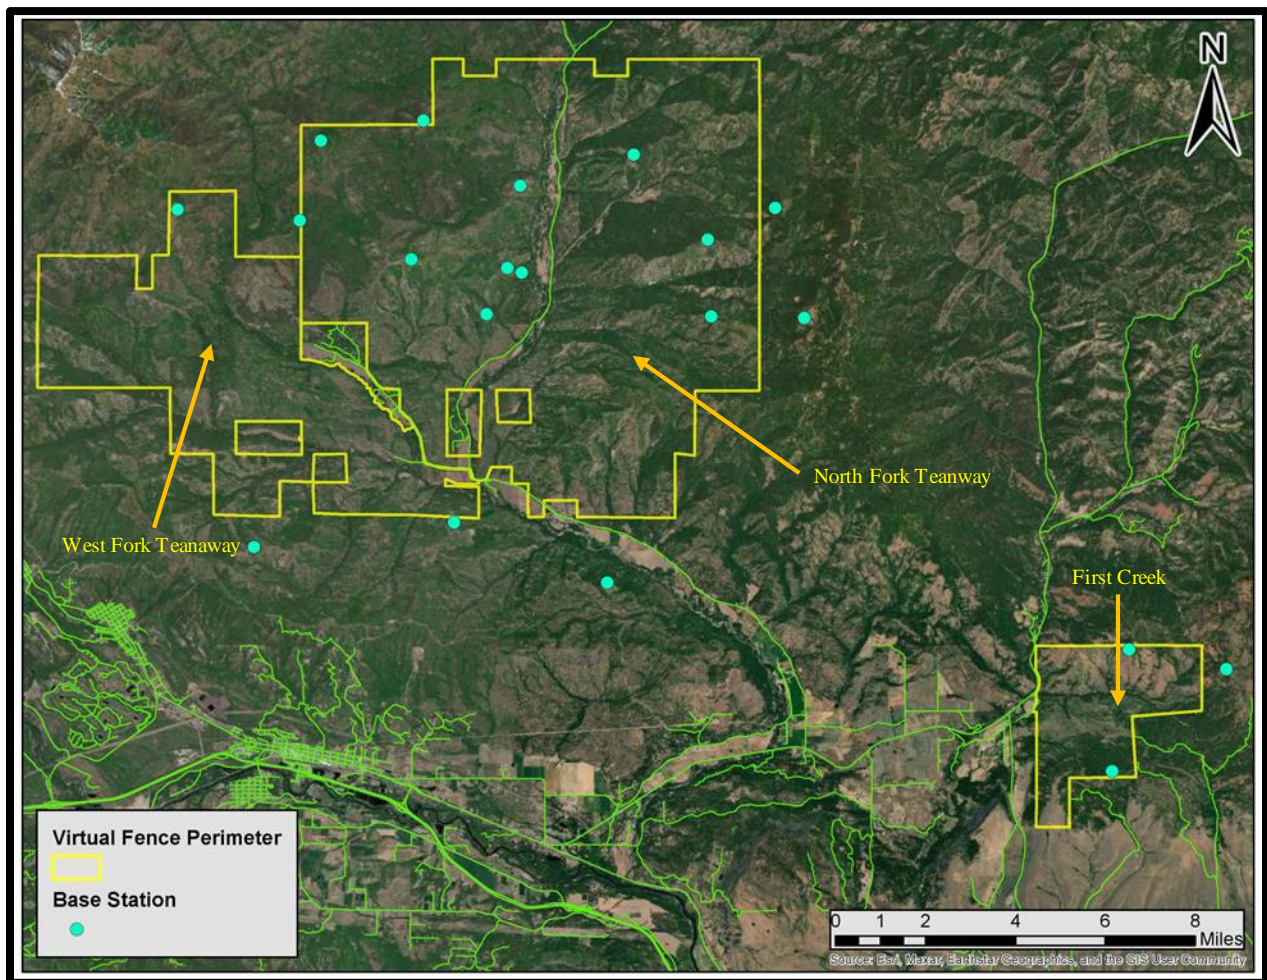 N
North Fork Teanway
West Fork Teanaway
First Creek
Virtual Fence Perimeter
Base Station
0 1 2 4 6 8
Miles
Source: Esri, Maxar, Earthstar Geographics, and the GIS User Community